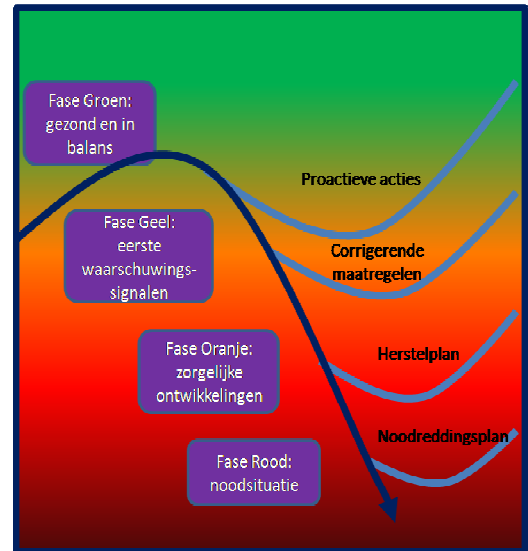 Fase Groen:
gezond en in
balans
Proactieve acties
Fase Geel:
eerste
waarschuwings-
signalen
Corrigerende
maatregelen
Fase Oranje:
zorgelijke
ontwikkelingen
Herstelplan
Noodreddingsplan
Fase Rood:
noodsituatie